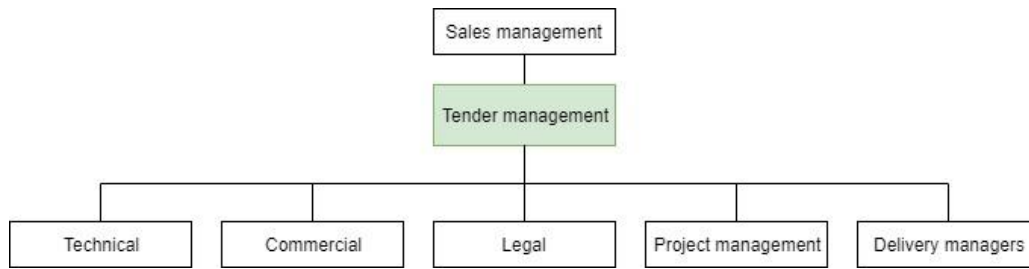 Sales management
Tender management
Technical
Commercial
Legal
Project management
Delivery managers